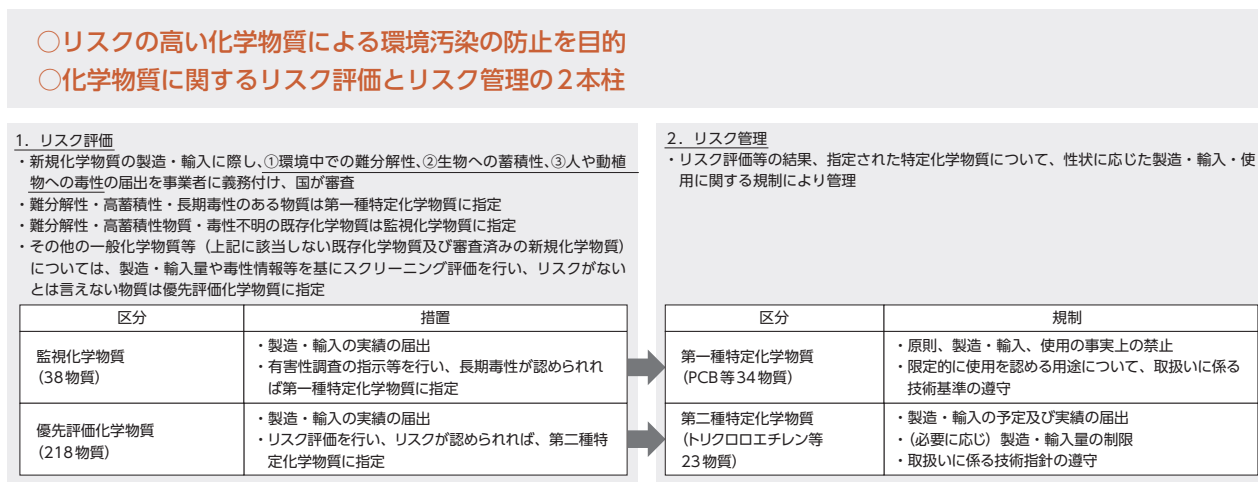 ○リスクの高い化学物質による環境汚染の防止を目的
○化学物質に関するリスク評価とリスク管理の2本柱
1. リスク評価
・新規化学物質の製造・輸入に際し、①環境中での難分解性、②生物への蓄積性、③人や動植
物への毒性の届出を事業者に義務付け、国が審査
・難分解性・高蓄積性・長期毒性のある物質は第一種特定化学物質に指定
・難分解性・高蓄積性物質・毒性不明の既存化学物質は監視化学物質に指定
・その他の一般化学物質等（上記に該当しない既存化学物質及び審査済みの新規化学物質）
については、製造・輸入量や毒性情報等を基にスクリーニング評価を行い、リスクがない
とは言えない物質は優先評価化学物質に指定
区分
措置
監視化学物質
（38物質）
・製造・輸入の実績の届出
・有害性調査の指示等を行い、長期毒性が認められれ
ば第一種特定化学物質に指定
優先評価化学物質
（218物質）
・製造・輸入の実績の届出
・リスク評価を行い、リスクが認められれば、第二種特
定化学物質に指定
2. リスク管理
・リスク評価等の結果、指定された特定化学物質について、性状に応じた製造・輸入・使
用に関する規制により管理
区分
規制
第一種特定化学物質
（PCB等34物質）
・原則、製造・輸入、使用の事実上の禁止
・限定的に使用を認める用途について、取扱いに係る
技術基準の遵守
第二種特定化学物質
（トリクロロエチレン等
23物質）
・製造・輸入の予定及び実績の届出
・（必要に応じ）製造・輸入量の制限
・取扱いに係る技術指針の遵守